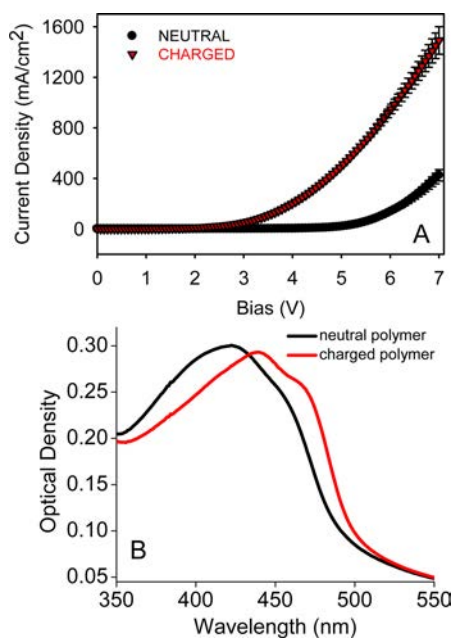 1600
1200
800
400
0
Current Density (mA/cm²)
NEUTRAL
CHARGED
A
0 1 2 3 4 5 6 7
Bias (V)
0.30
0.25
0.20
0.15
0.10
0.05
Optical Density
neutral polymer
charged polymer
B
350 400 450 500 550
Wavelength (nm)